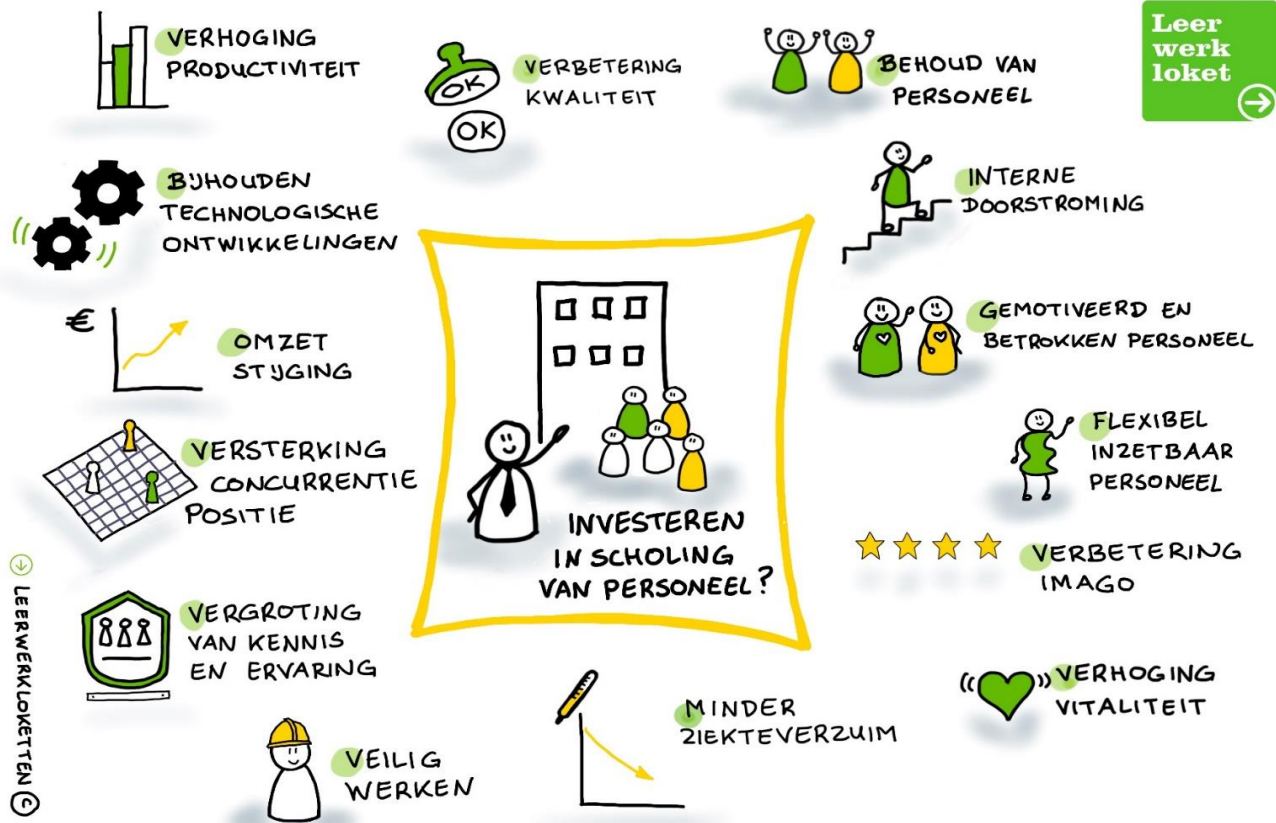 VERHOGING
PRODUCTIVITEIT
OK
OK
VERBETERING
KWALITEIT
BEHOUD VAN
PERSONEEL
Leer
werk
loket
BIJHOUDEN
TECHNOLOGISCHE
ONTWIKKELINGEN
INTERNE
DOORSTROMING
€
OMZET
STIJGING
GEMOTIVEERD EN
BETROKKEN PERSONEEL
VERSTERKING
CONCURRENTIE
POSITIE
FLEXIBEL
INZETBAAR
PERSONEEL
INVESTEREN
IN SCHOLING
VAN PERSONEEL?
VERBETERING
IMAGO
VERGROTING
VAN KENNIS
EN ERVARING
VERHOGING
VITALITEIT
MINDER
ZIEKTEVERZUIM
VEILIG
WERKEN
LEERWERKLOKETTEN ©